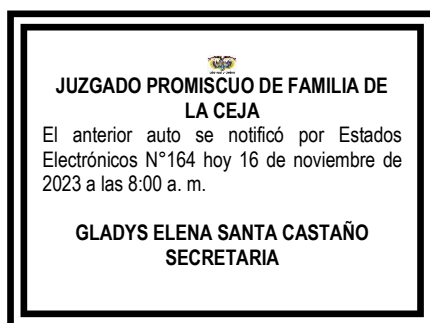 JUZGADO PROMISCUO DE FAMILIA DE
LA CEJA
El anterior auto se notificó por Estados
Electrónicos N°164 hoy 16 de noviembre de
2023 a las 8:00 a. m.
GLADYS ELENA SANTA CASTAÑO
SECRETARIA